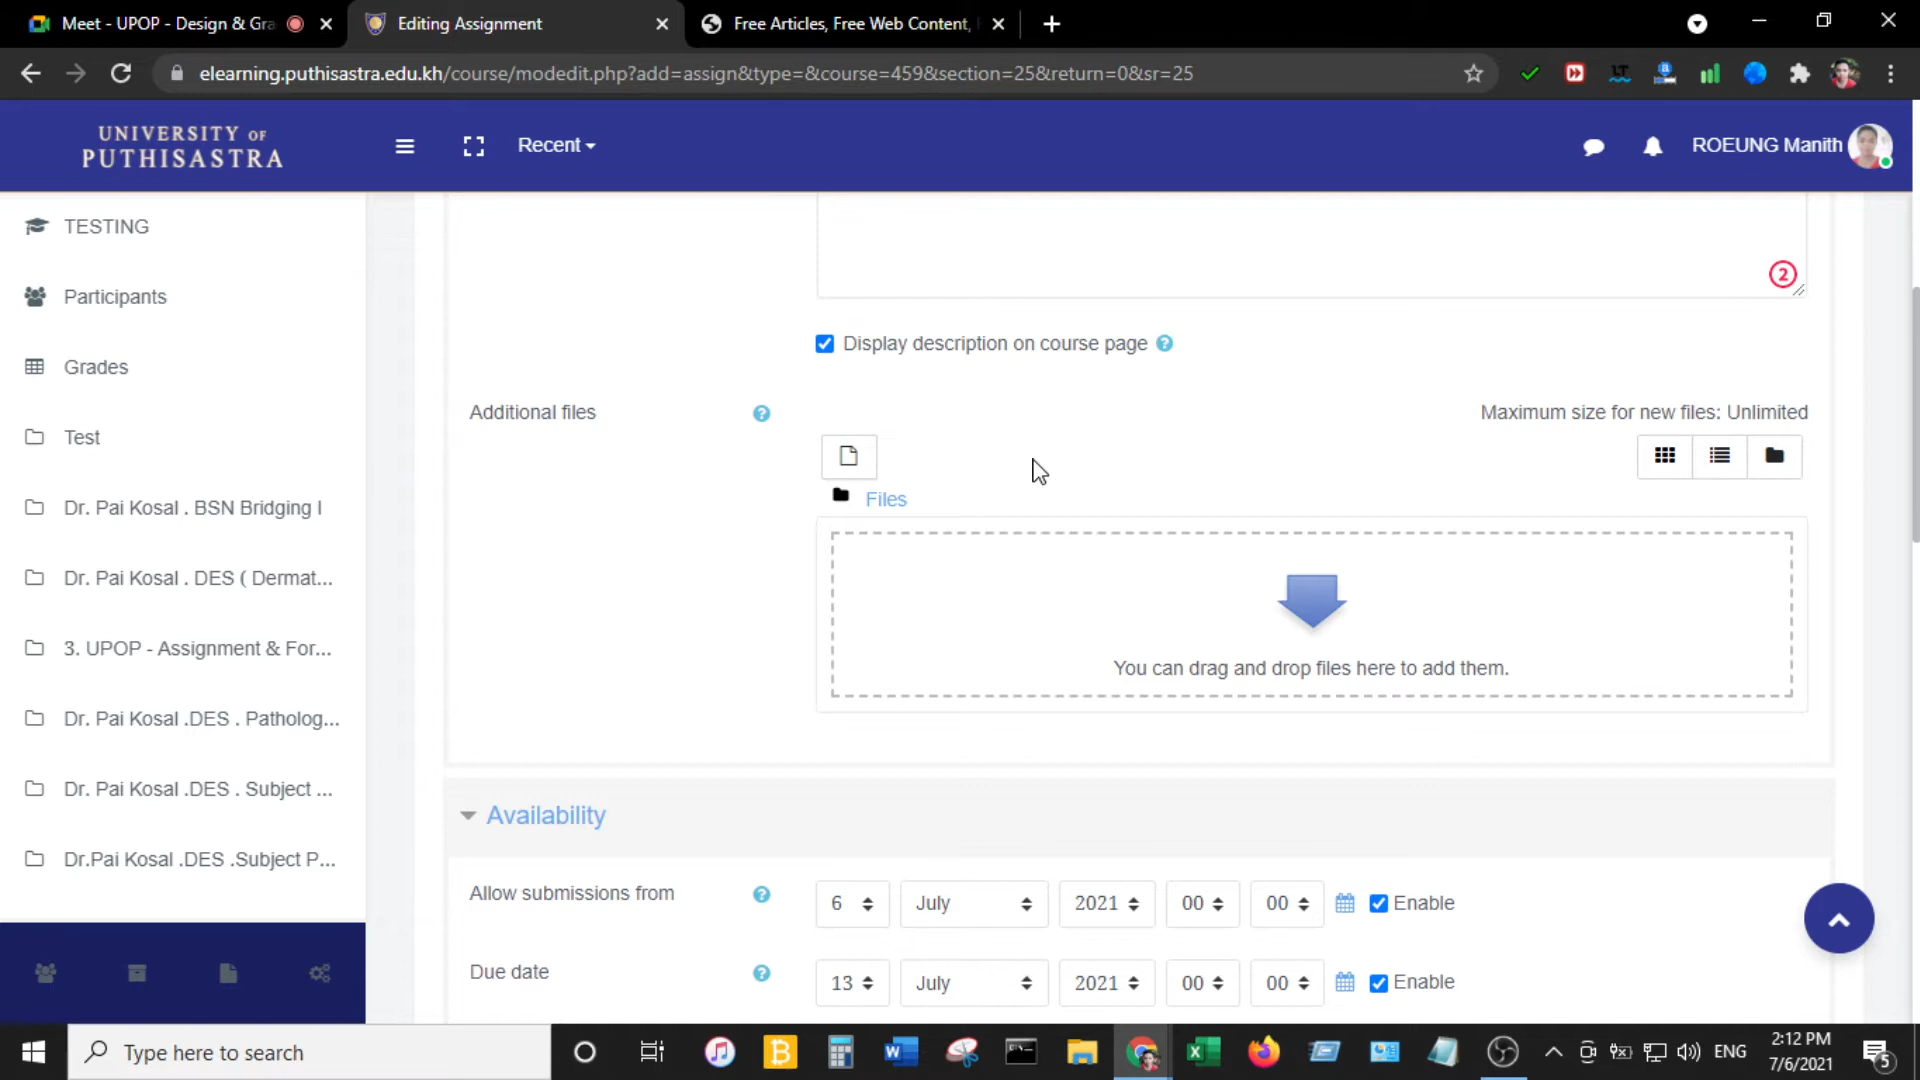 Meet - UPOP - Design & Gra
Editing Assignment
Free Articles, Free Web Content,
elearning.puthisastra.edu.kh/course/modedit.php?add=assign&type=&course=459&section=25&return=0&sr=25
UNIVERSITY OF
PUTHISASTRA
Recent
ROEUNG Manith
TESTING
Participants
Grades
Test
Dr. Pai Kosal . BSN Bridging I
Dr. Pai Kosal . DES ( Dermat...
3. UPOP - Assignment & For...
Dr. Pai Kosal .DES . Patholog...
Dr. Pai Kosal .DES . Subject ...
Dr.Pai Kosal .DES .Subject P...
2
Display description on course page
Additional files
Maximum size for new files: Unlimited
Files
You can drag and drop files here to add them.
Availability
Allow submissions from
6 July 2021 00 00 Enable
Due date
13 July 2021 00 00 Enable
Type here to search
ENG
2:12 PM
7/6/2021
5